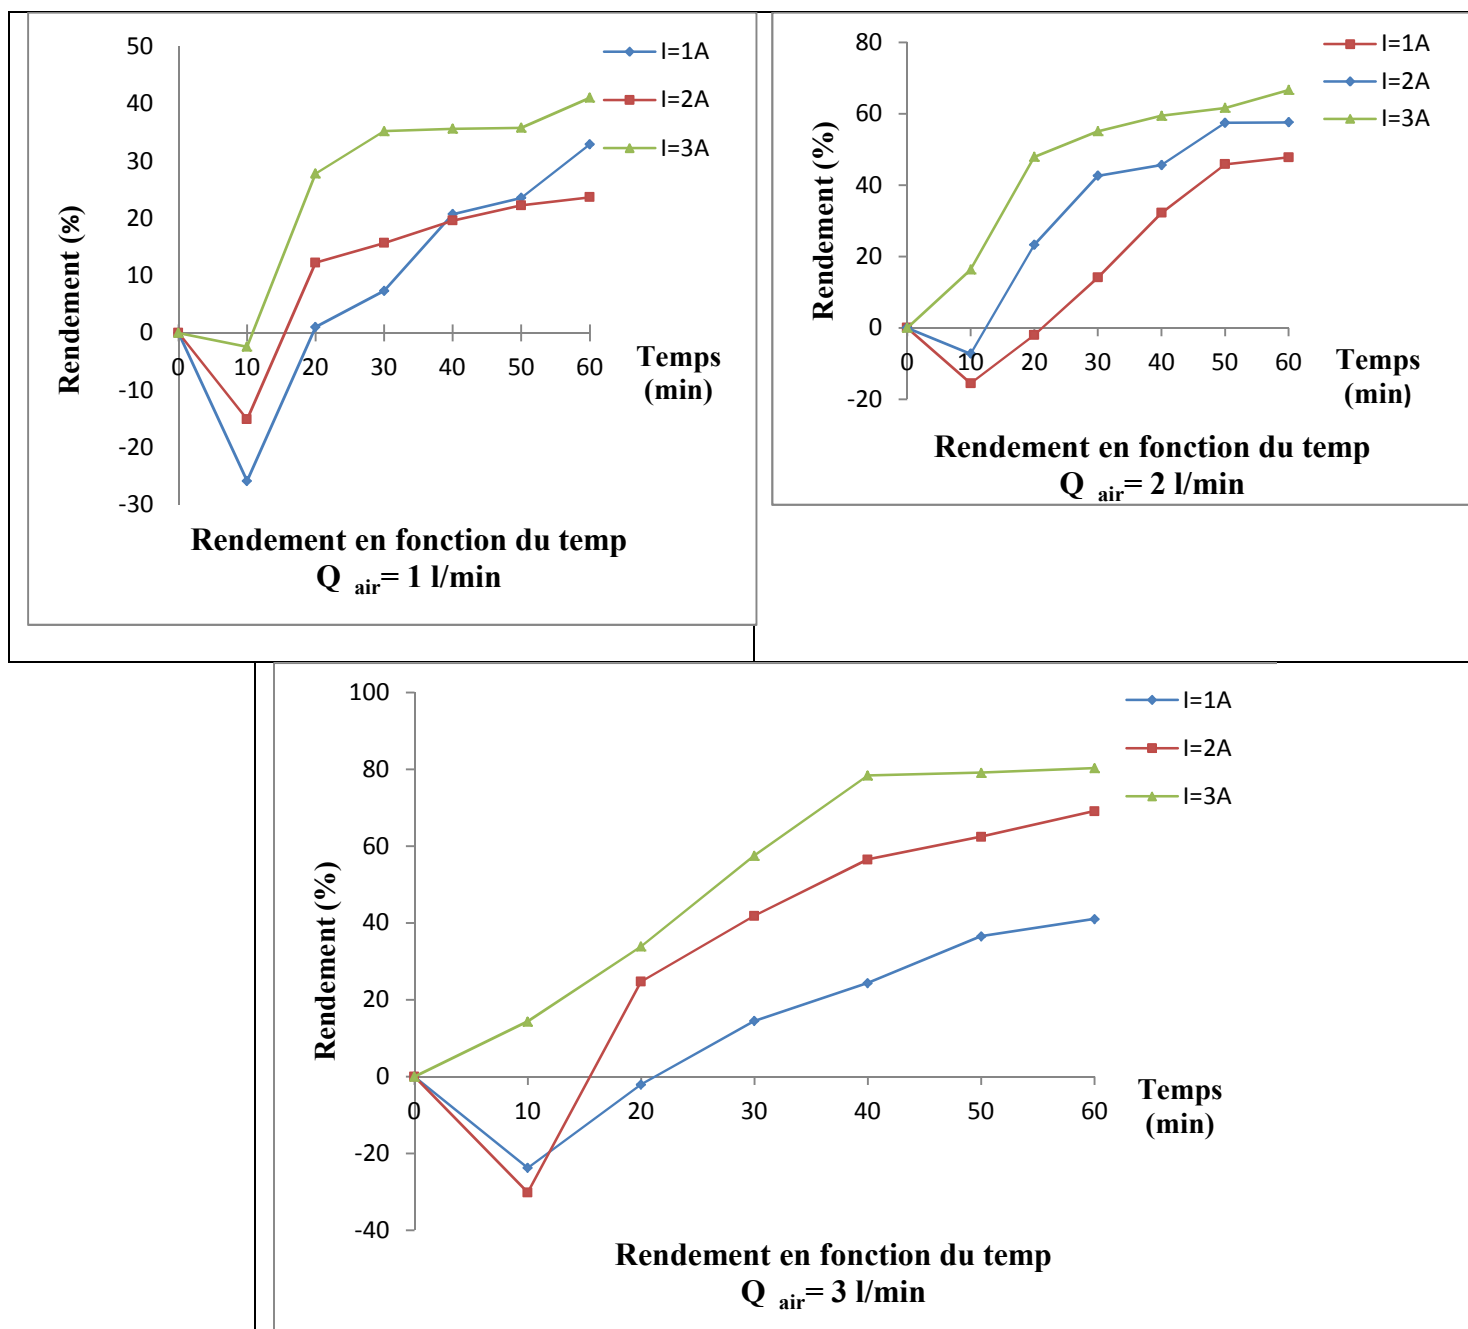 50
40
30
20
10
0
-10
-20
-30
0 10 20 30 40 50 60
Rendement (%)
Temps
(min)
I=1A
I=2A
I=3A
Rendement en fonction du temp
Q air= 1 l/min
80
60
40
20
0
-20
0 10 20 30 40 50 60
Rendement (%)
Temps
(min)
I=1A
I=2A
I=3A
Rendement en fonction du temp
Q air= 2 l/min
100
80
60
40
20
0
-20
-40
0 10 20 30 40 50 60
Rendement (%)
Temps
(min)
I=1A
I=2A
I=3A
Rendement en fonction du temp
Q air= 3 l/min